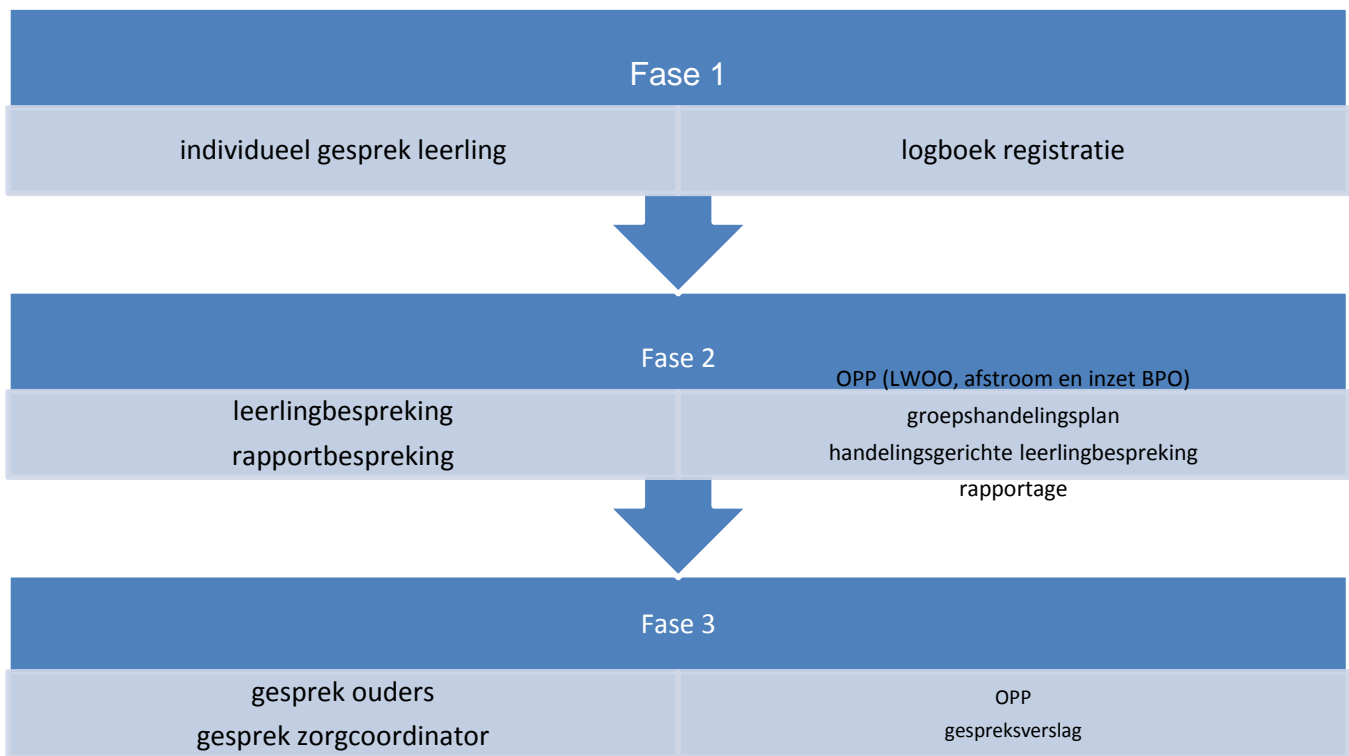 Fase 1
individueel gesprek leerling
logboek registratie
Fase 2
leerlingbespreking
rapportbespreking
OPP (LWOO, afstroom en inzet BPO)
groepshandelingsplan
handelingsgerichte leerlingbespreking
rapportage
Fase 3
gesprek ouders
gesprek zorgcoordinator
OPP
gespreksverslag